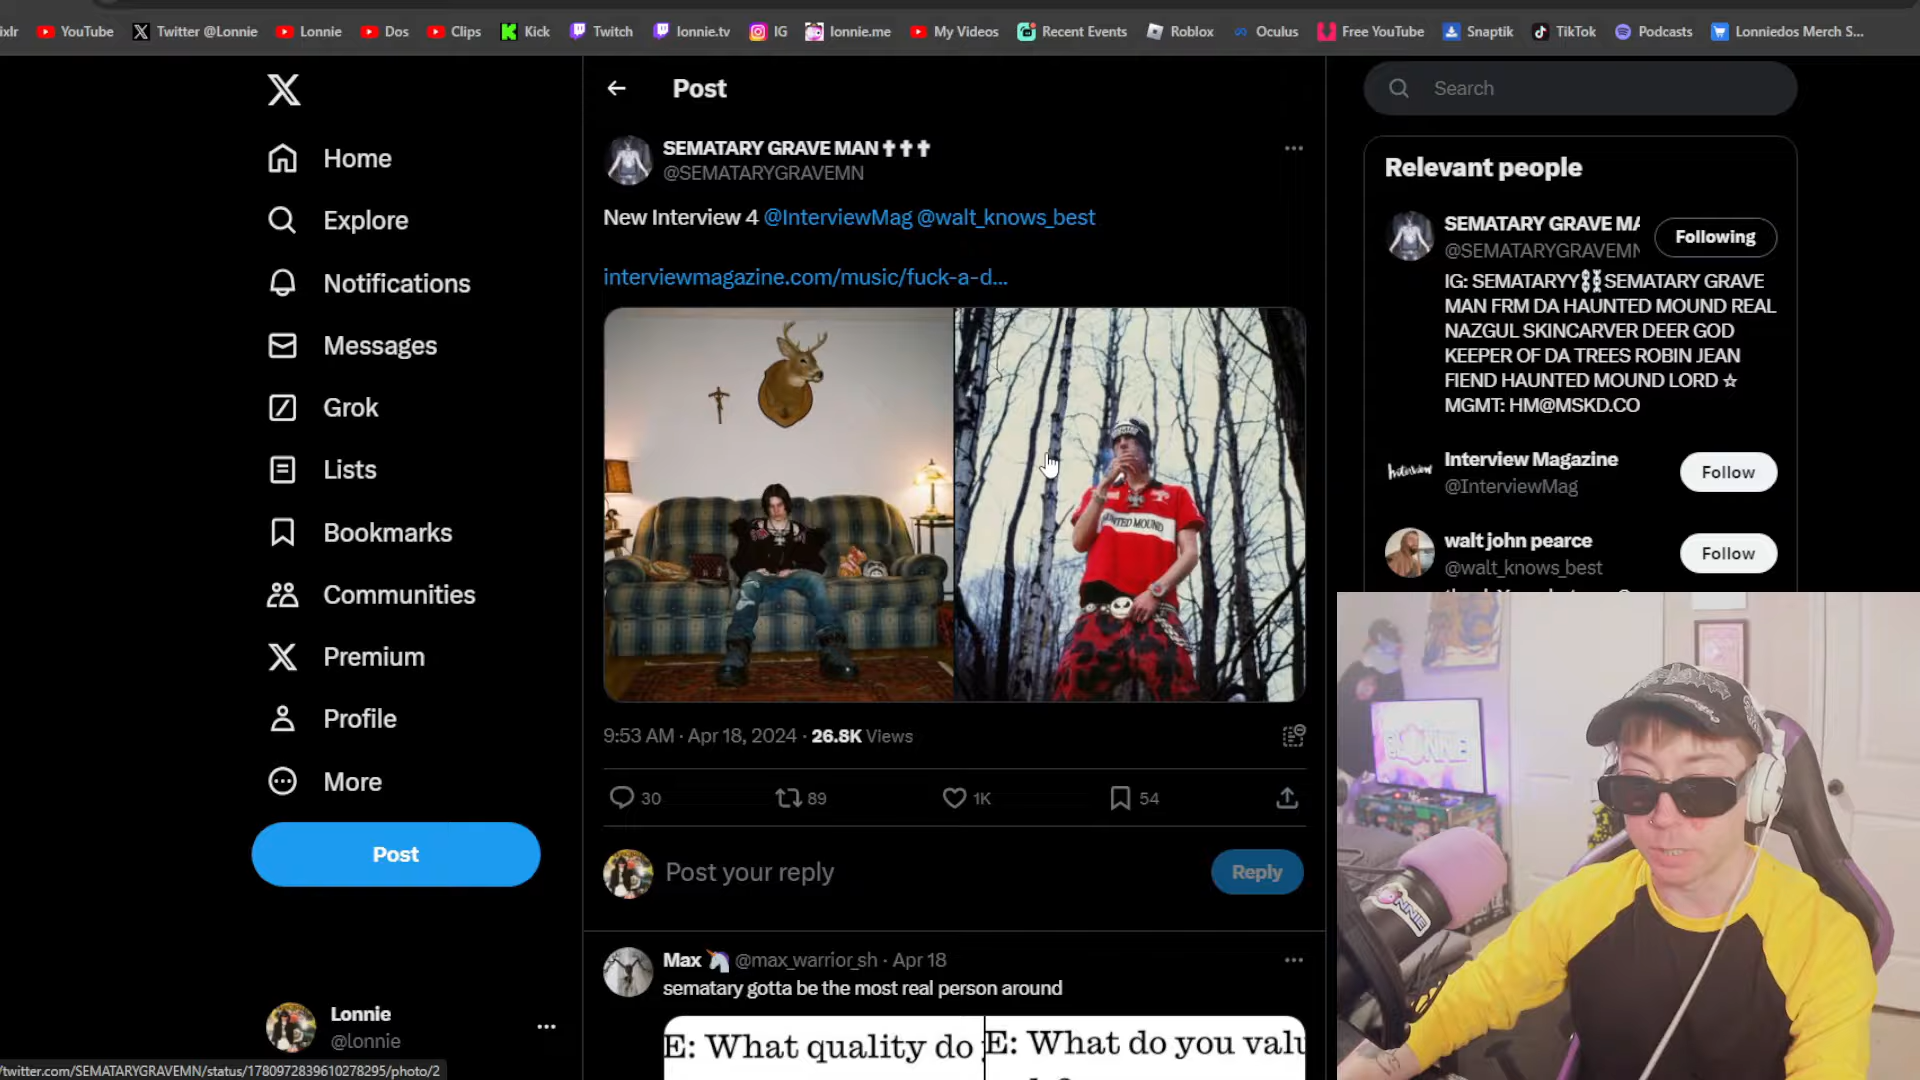 ixlr YouTube Twitter @Lonnie Lonnie Dos Clips Kick Twitch lonnie.tv IG lonnie.me My Videos Recent Events Roblox Oculus Free YouTube Snaptik TikTok Podcasts Lonniedos Merch S...
Home
Explore
Notifications
Messages
Grok
Lists
Bookmarks
Communities
Premium
Profile
More
Post
Lonnie
@lonnie
/twitter.com/SEMATARYGRAVEMN/status/1780972839610278295/photo/2
Post
SEMATARY GRAVE MAN✝✝✝
@SEMATARYGRAVEMN
New Interview 4 @InterviewMag @walt_knows_best
interviewmagazine.com/music/fuck-a-d...
9:53 AM · Apr 18, 2024 · 26.8K Views
30 89 1K 54
Post your reply
Reply
Max 🦄 @max_warrior_sh · Apr 18
sematary gotta be the most real person around
E: What quality do
E: What do you valu
Search
Relevant people
SEMATARY GRAVE MA
@SEMATARYGRAVEMN
Following
IG: SEMATARYY⛓⛓SEMATARY GRAVE
MAN FRM DA HAUNTED MOUND REAL
NAZGUL SKINCARVER DEER GOD
KEEPER OF DA TREES ROBIN JEAN
FIEND HAUNTED MOUND LORD ☆
MGMT: HM@MSKD.CO
Interview Magazine
@InterviewMag
Follow
walt john pearce
@walt_knows_best
Follow